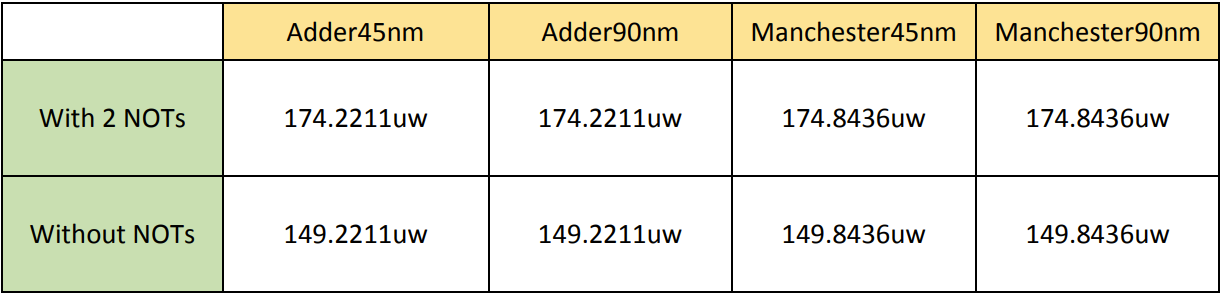 Adder45nm Adder90nm Manchester45nm Manchester90nm
With 2 NOTs 174.2211uw 174.2211uw 174.8436uw 174.8436uw
Without NOTs 149.2211uw 149.2211uw 149.8436uw 149.8436uw